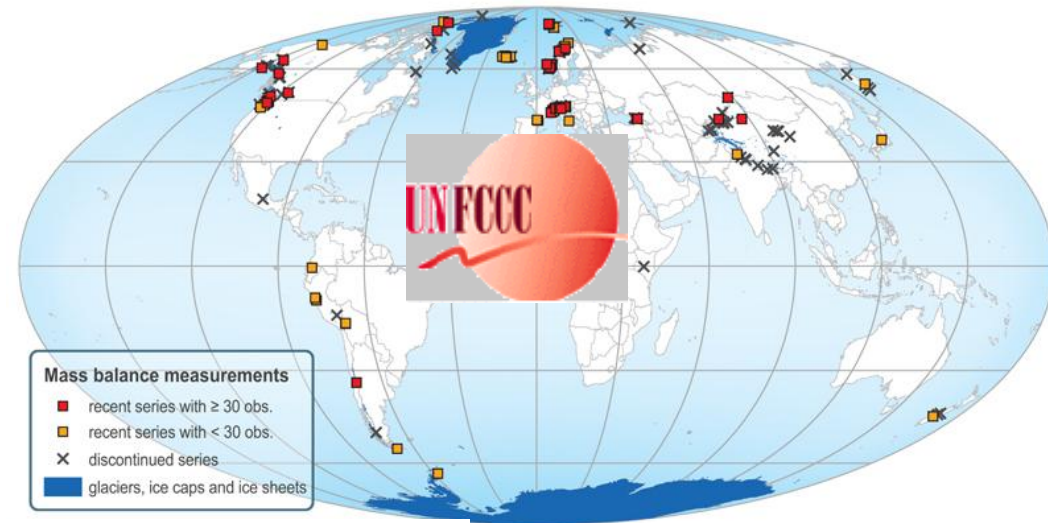 UNFCCC
Mass balance measurements
recent series with ≥ 30 obs.
recent series with < 30 obs.
discontinued series
glaciers, ice caps and ice sheets